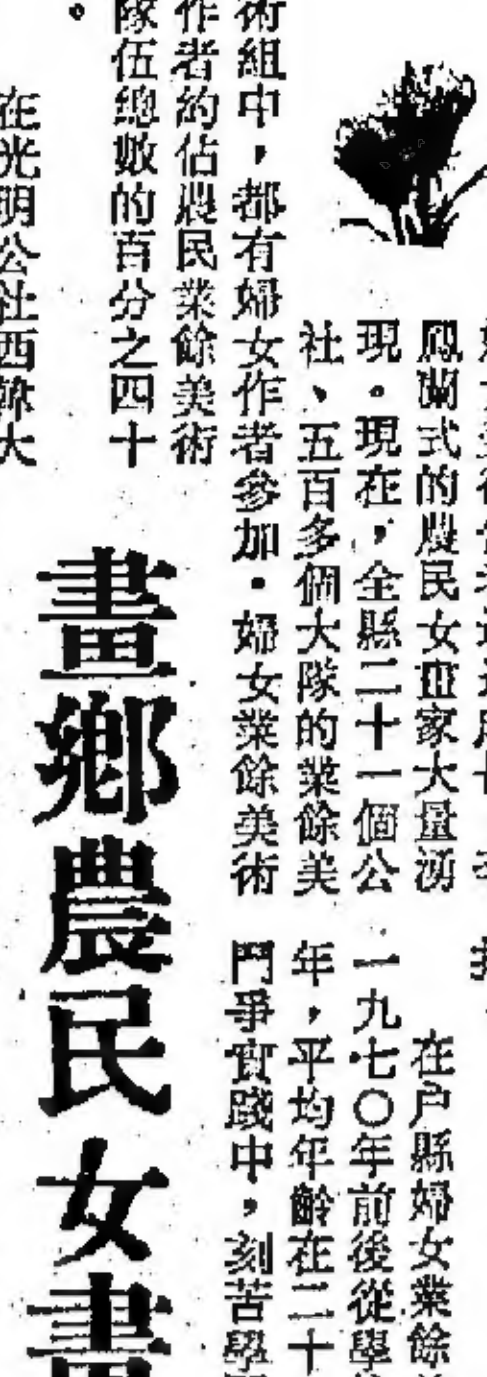 鳳蘭式的農民女画家大量湧
現。現在，全縣二十一個公
社、五百多個大隊的業餘美
術組中，都有婦女作者參加。婦女業餘美術
作者約佔農民業餘美術
隊伍總數的百分之四十
。
在光明公社西韓大
畫鄉農民女畫
在户縣婦女業餘
一九七〇年前後從學
年，平均年齡在二十
鬥爭實踐中，刻苦學